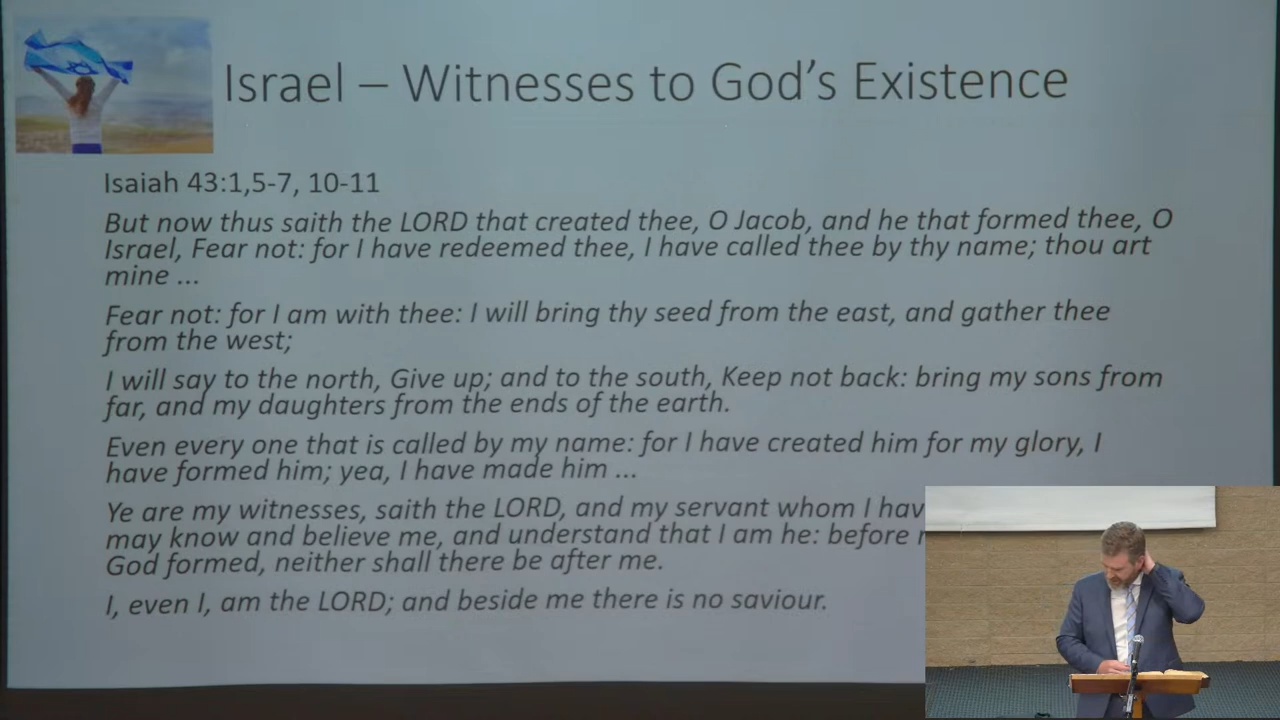 Israel – Witnesses to God's Existence
Isaiah 43:1,5-7, 10-11
But now thus saith the LORD that created thee, O Jacob, and he that formed thee, O
Israel, Fear not: for I have redeemed thee, I have called thee by thy name; thou art
mine ...
Fear not: for I am with thee: I will bring thy seed from the east, and gather thee
from the west;
I will say to the north, Give up; and to the south, Keep not back: bring my sons from
far, and my daughters from the ends of the earth.
Even every one that is called by my name: for I have created him for my glory, I
have formed him; yea, I have made him ...
Ye are my witnesses, saith the LORD, and my servant whom I hav
may know and believe me, and understand that I am he: before
God formed, neither shall there be after me.
I, even I, am the LORD; and beside me there is no saviour.